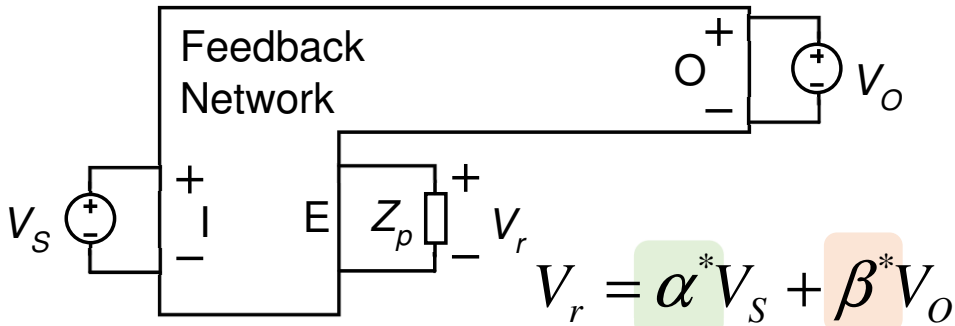 Feedback
Network
+
O
−
+
−
V_O
V_S
+
−
+
I
−
E
Z_p
+
V_r
−
V_r = α^*V_S + β^*V_O